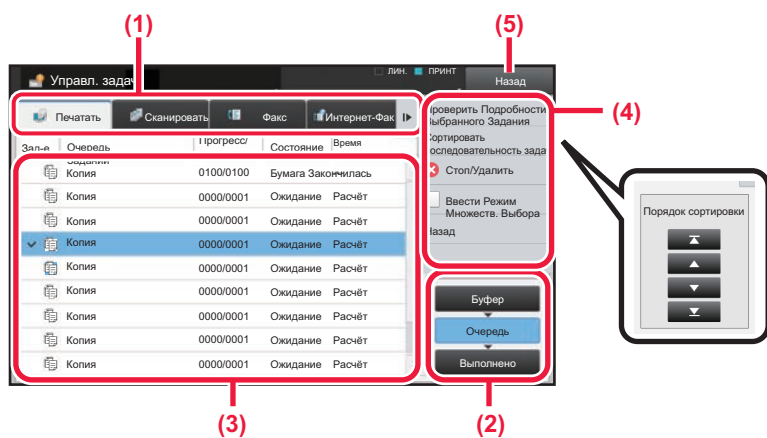 (1)
(5)
ЛИН. ПРИНТ
Управл. задач
Назад
Печатать
Сканировать
Факс
Интернет-Фак
(4)
Проверить Подробности
Выбранного Задания
Сортировать
последовательность зада
Стоп/Удалить
Ввести Режим
Множеств. Выбора
Назад
Зад-е
Очередь
Заданий
Прогресс/
Состояние
Время
Копия 0100/0100 Бумага Закончилась
Копия 0000/0001 Ожидание Расчёт
Копия 0000/0001 Ожидание Расчёт
Копия 0000/0001 Ожидание Расчёт
Копия 0000/0001 Ожидание Расчёт
Копия 0000/0001 Ожидание Расчёт
Копия 0000/0001 Ожидание Расчёт
Копия 0000/0001 Ожидание Расчёт
Копия 0000/0001 Ожидание Расчёт
Порядок сортировки
Буфер
Очередь
Выполнено
(3)
(2)